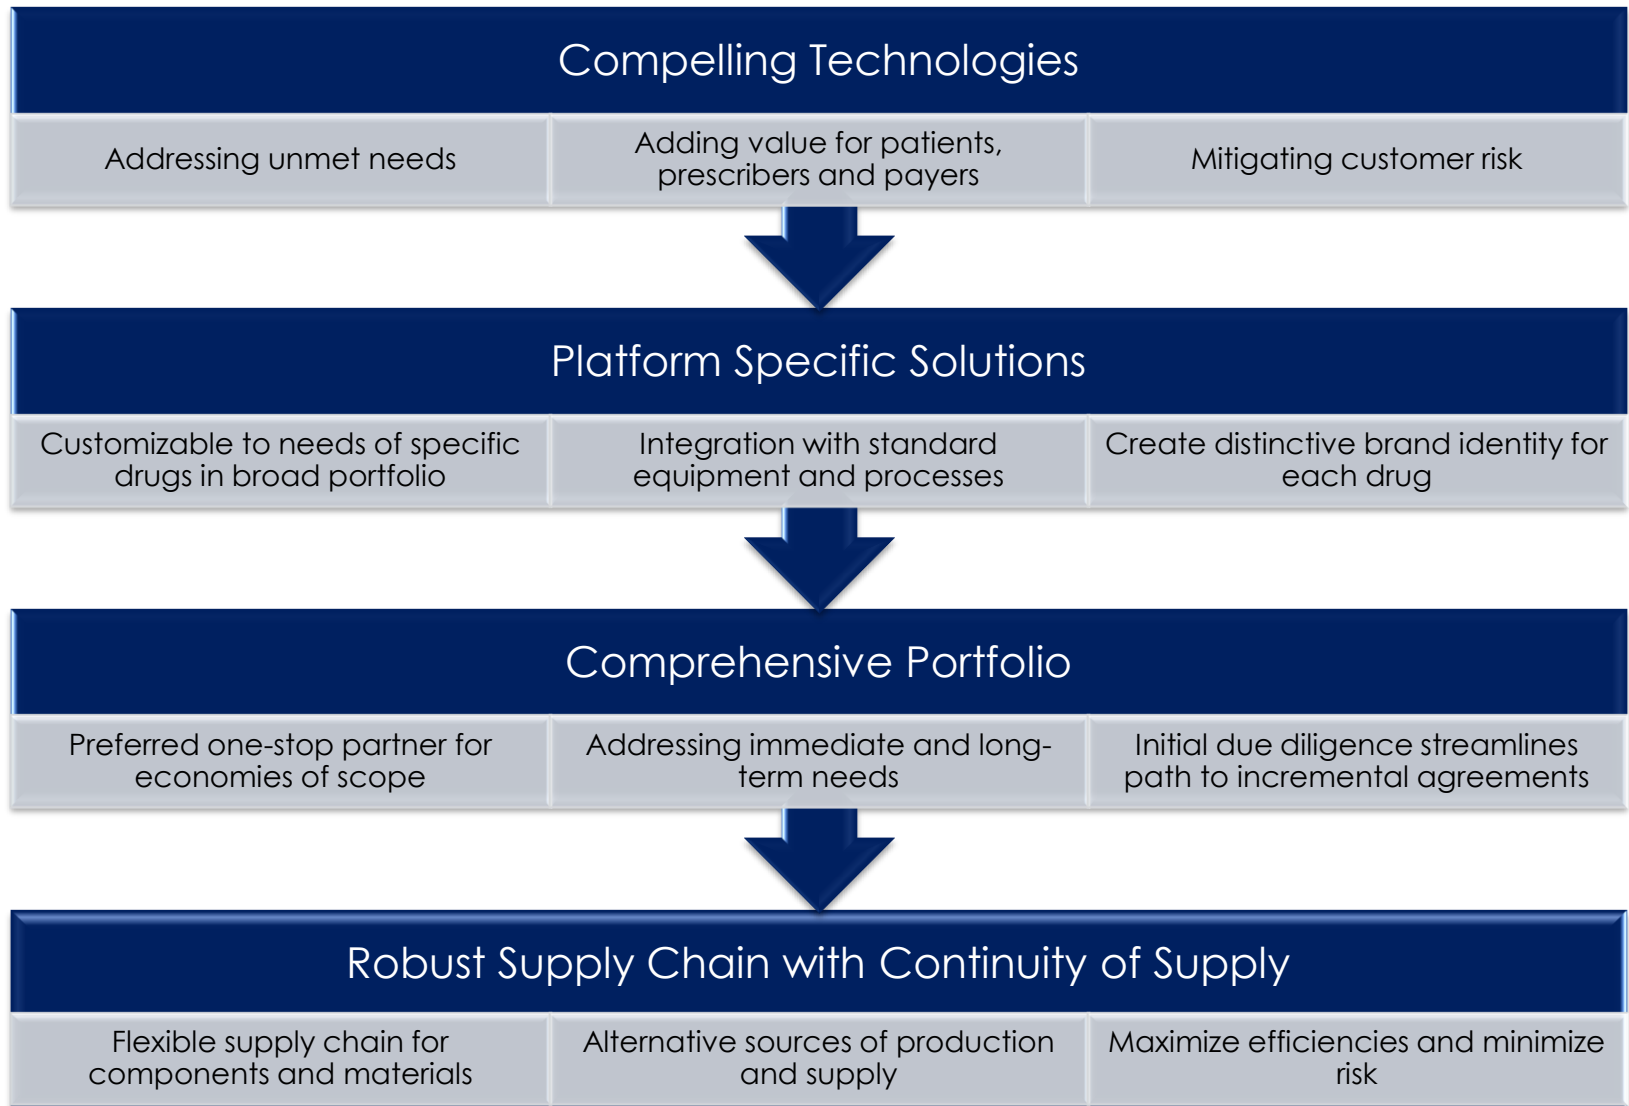 Compelling Technologies
Addressing unmet needs
Adding value for patients,
prescribers and payers
Mitigating customer risk
Platform Specific Solutions
Customizable to needs of specific
drugs in broad portfolio
Integration with standard
equipment and processes
Create distinctive brand identity for
each drug
Comprehensive Portfolio
Preferred one-stop partner for
economies of scope
Addressing immediate and long-
term needs
Initial due diligence streamlines
path to incremental agreements
Robust Supply Chain with Continuity of Supply
Flexible supply chain for
components and materials
Alternative sources of production
and supply
Maximize efficiencies and minimize
risk